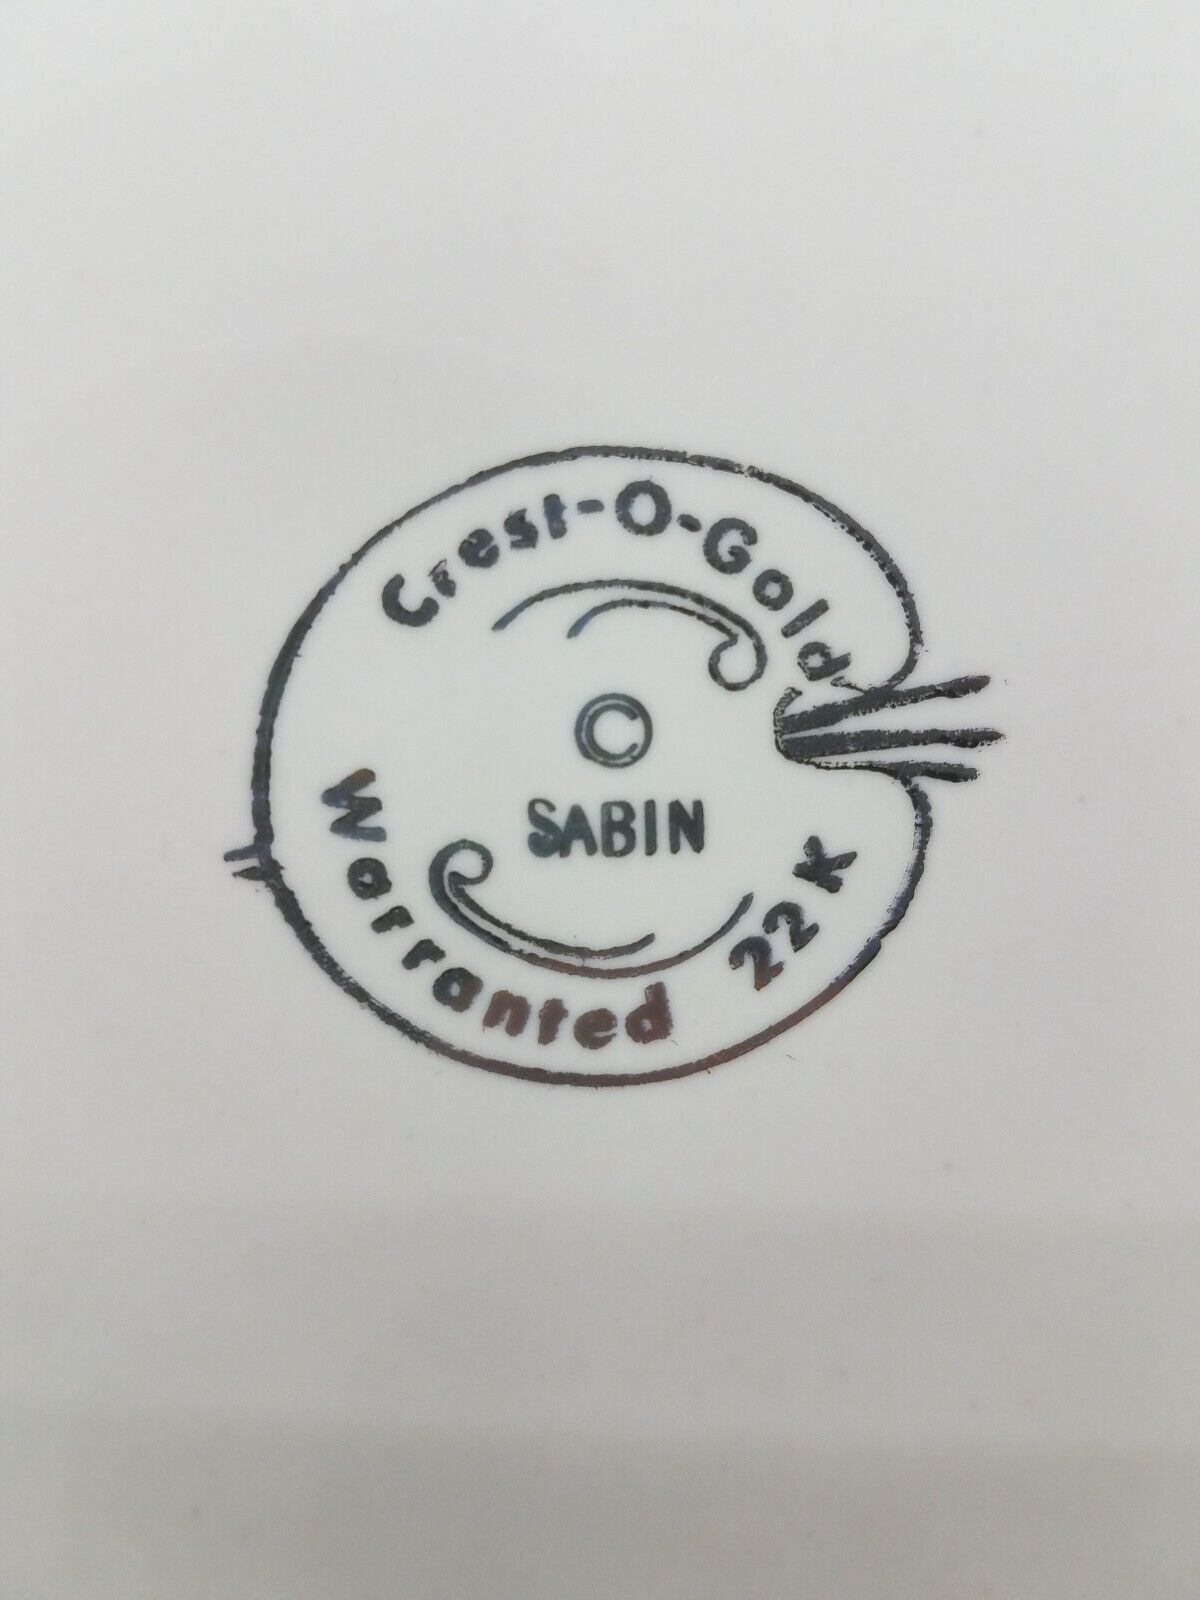 Crest-O-Gold
©
SABIN
Warranted 22K